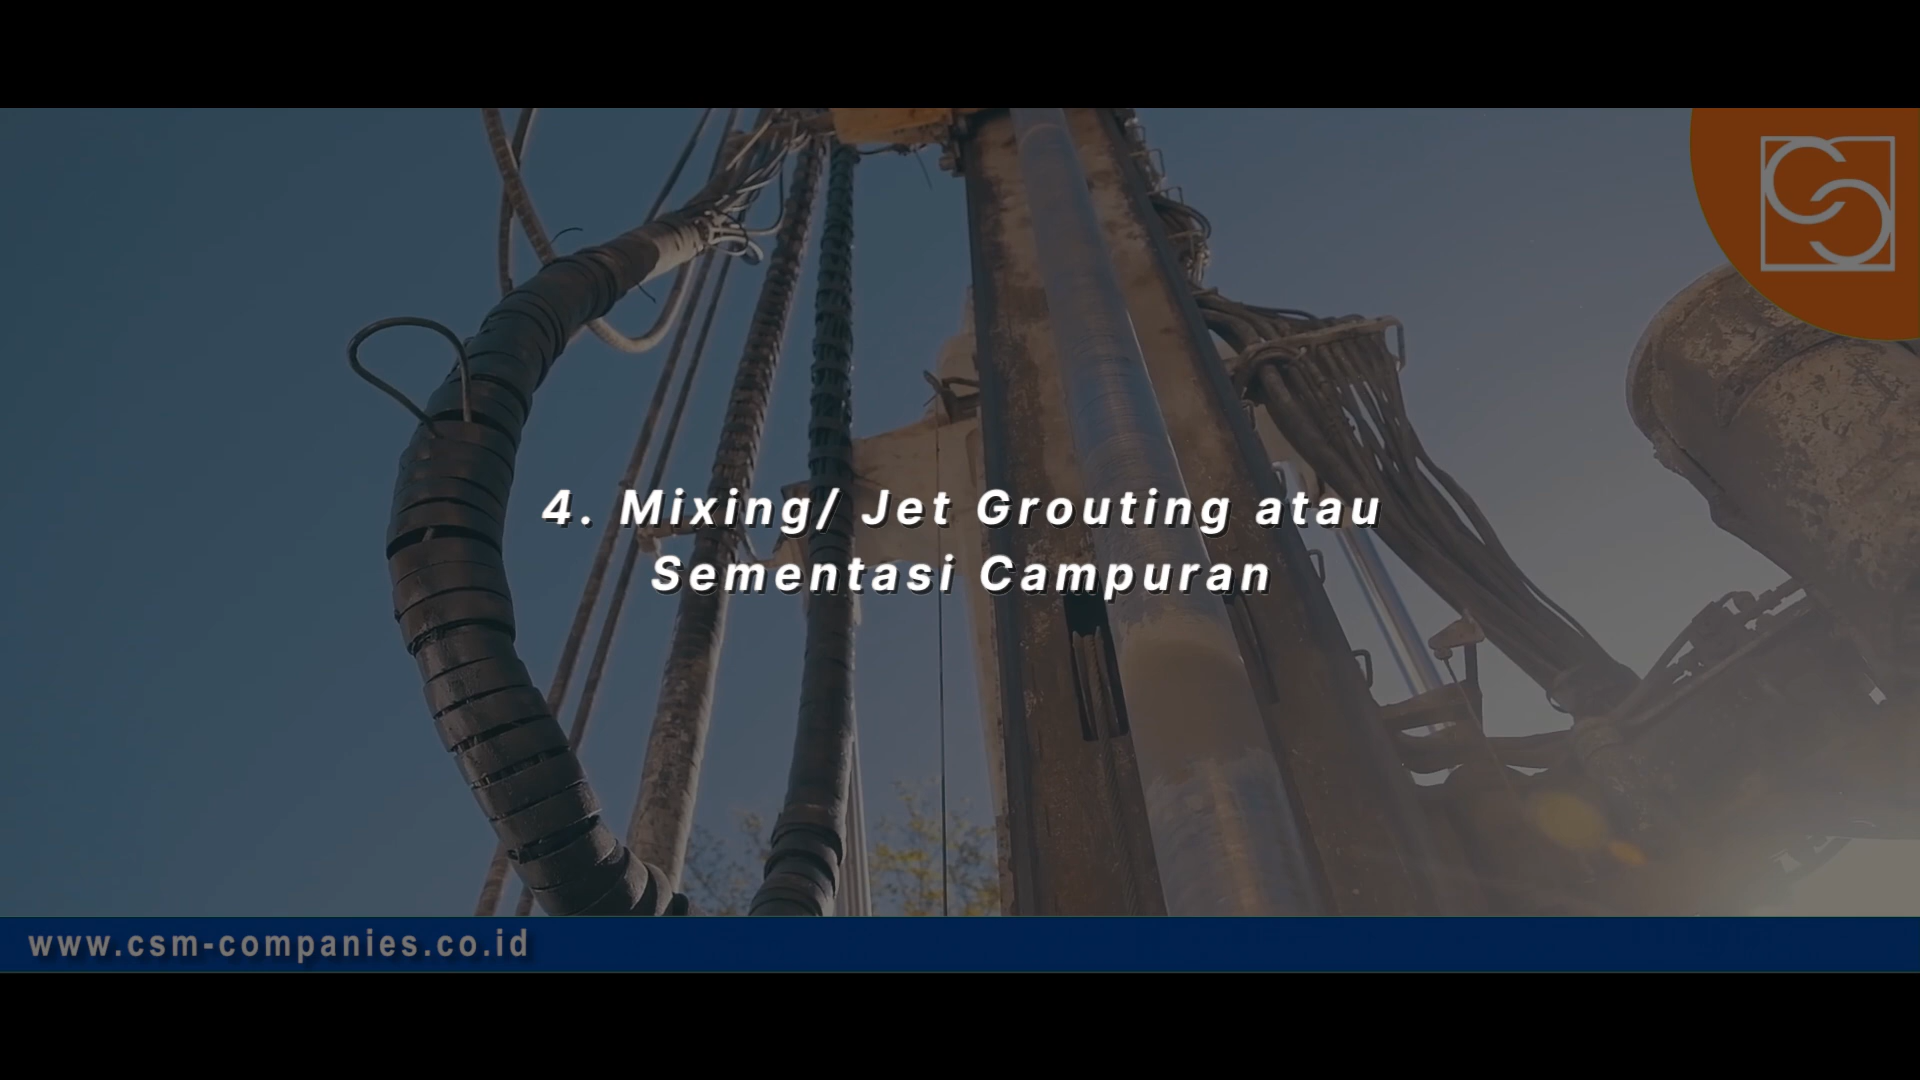 4. Mixing/ Jet Grouting atau
Sementasi Campuran
www.csm-companies.co.id